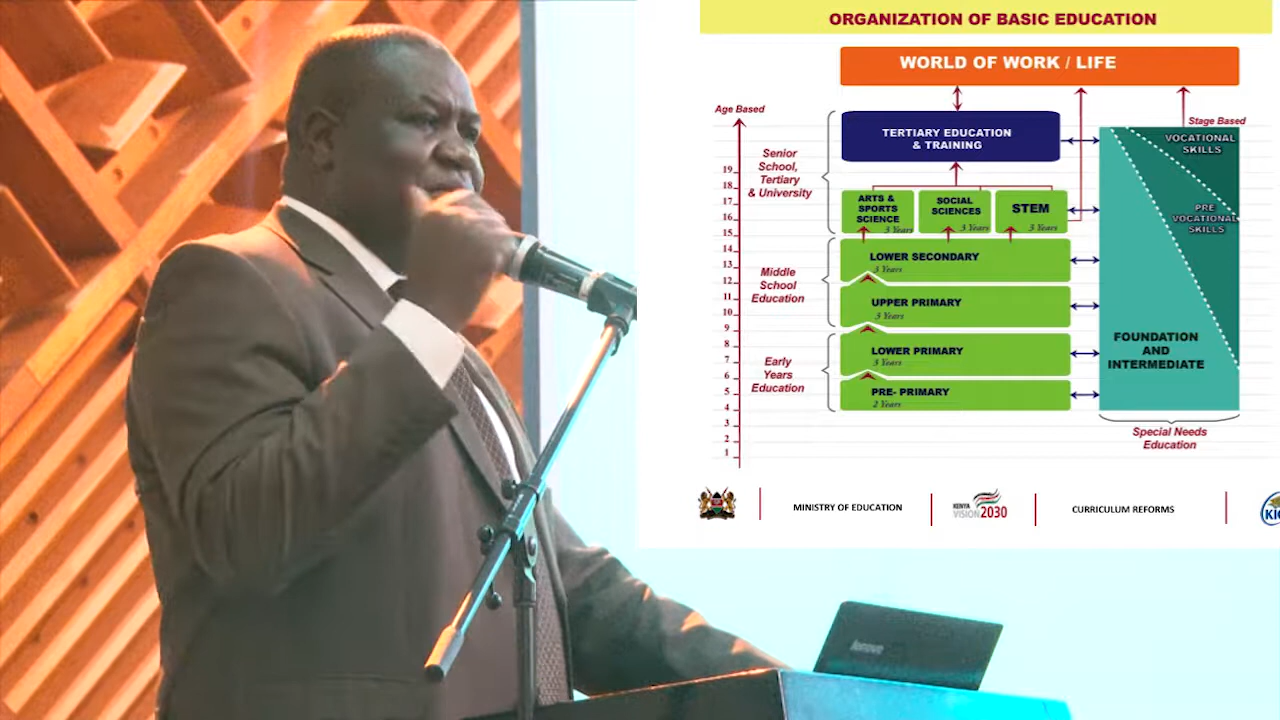 ORGANIZATION OF BASIC EDUCATION
WORLD OF WORK / LIFE
Age Based
Stage Based
TERTIARY EDUCATION
& TRAINING
VOCATIONAL
SKILLS
Senior
School,
Tertiary
& University
19
18
17
16
15
14
13
12
11
10
9
8
7
6
5
4
3
2
1
ARTS &
SPORTS
SCIENCE
3 Years
SOCIAL
SCIENCES
3 Years
STEM
3 Years
PRE
VOCATIONAL
SKILLS
Middle
School
Education
LOWER SECONDARY
3 Years
UPPER PRIMARY
3 Years
Early
Years
Education
LOWER PRIMARY
3 Years
PRE- PRIMARY
2 Years
FOUNDATION
AND
INTERMEDIATE
Special Needs
Education
MINISTRY OF EDUCATION
KENYA
VISION 2030
CURRICULUM REFORMS
lenovo